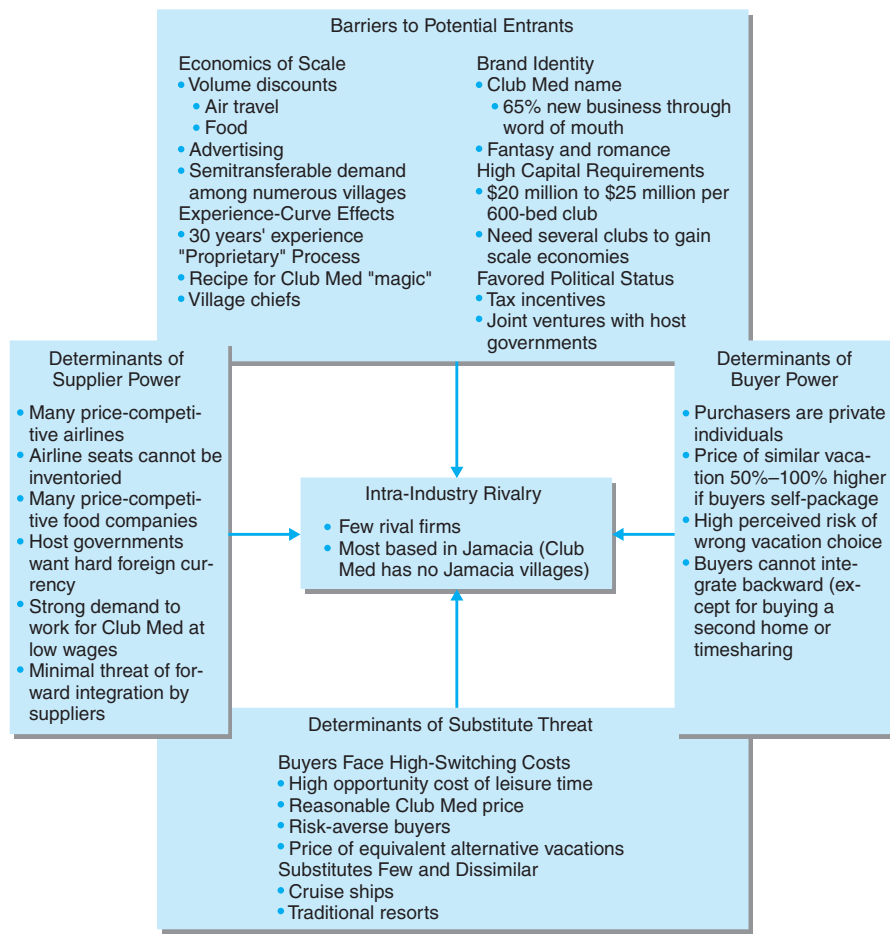 Barriers to Potential Entrants
Economics of Scale
• Volume discounts
• Air travel
• Food
• Advertising
• Semitransferable demand
among numerous villages
Experience-Curve Effects
• 30 years' experience
"Proprietary" Process
• Recipe for Club Med "magic"
• Village chiefs
Brand Identity
• Club Med name
• 65% new business through
word of mouth
• Fantasy and romance
High Capital Requirements
• $20 million to $25 million per
600-bed club
• Need several clubs to gain
scale economies
Favored Political Status
• Tax incentives
• Joint ventures with host
governments
Determinants of
Supplier Power
• Many price-competi-
tive airlines
• Airline seats cannot be
inventoried
• Many price-competi-
tive food companies
• Host governments
want hard foreign cur-
rency
• Strong demand to
work for Club Med at
low wages
• Minimal threat of for-
ward integration by
suppliers
Intra-Industry Rivalry
• Few rival firms
• Most based in Jamacia (Club
Med has no Jamacia villages)
Determinants of
Buyer Power
• Purchasers are private
individuals
• Price of similar vaca-
tion 50%–100% higher
if buyers self-package
• High perceived risk of
wrong vacation choice
• Buyers cannot inte-
grate backward (ex-
cept for buying a
second home or
timesharing
Determinants of Substitute Threat
Buyers Face High-Switching Costs
• High opportunity cost of leisure time
• Reasonable Club Med price
• Risk-averse buyers
• Price of equivalent alternative vacations
Substitutes Few and Dissimilar
• Cruise ships
• Traditional resorts